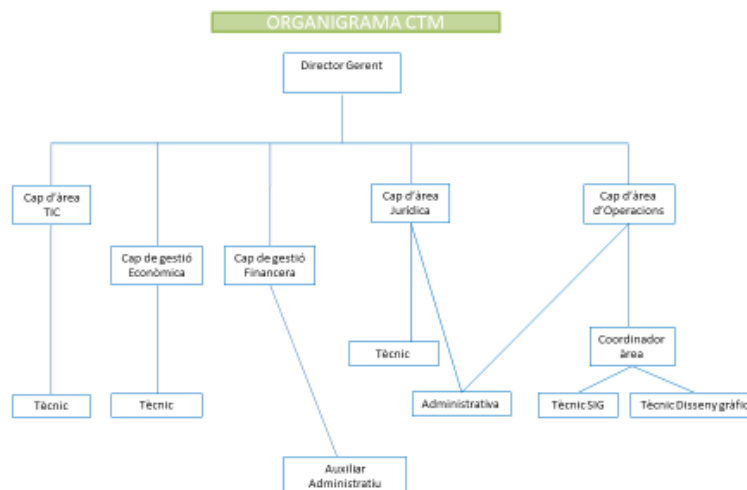 ORGANIGRAMA CTM
Director Gerent
Cap d'àrea
TIC
Cap d'àrea
Jurídica
Cap d'àrea
d'Operacions
Cap de gestió
Econòmica
Cap de gestió
Financera
Coordinador
àrea
Tècnic
Tècnic
Tècnic
Administrativa
Tècnic SIG
Tècnic Disseny gràfic
Auxiliar
Administratiu